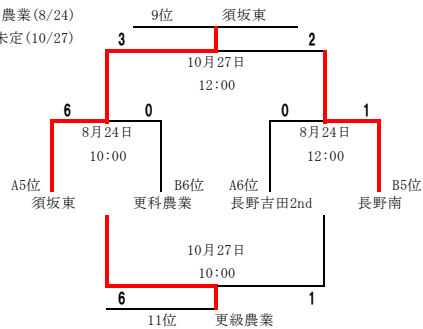 農業(8/24)
9位 須坂東
未定(10/27)
3 2
10月27日
12:00
6 0 0 1
8月24日 8月24日
10:00 12:00
A5位 B6位 A6位 B5位
須坂東 更科農業 長野吉田2nd 長野南
10月27日
10:00
6 1
11位 更級農業